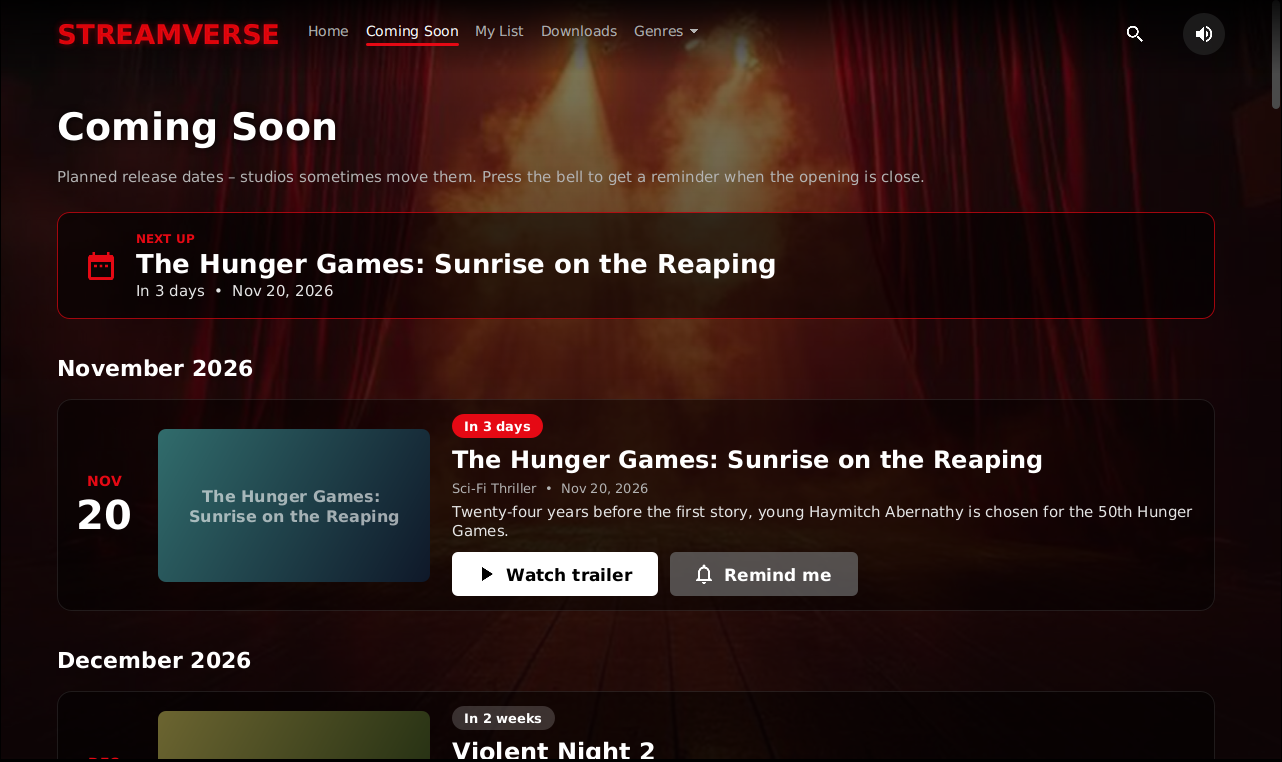 STREAMVERSE
Home
Coming Soon
My List
Downloads
Genres
Coming Soon
Planned release dates – studios sometimes move them. Press the bell to get a reminder when the opening is close.
NEXT UP
The Hunger Games: Sunrise on the Reaping
In 3 days • Nov 20, 2026
November 2026
NOV
20
The Hunger Games:
Sunrise on the Reaping
In 3 days
The Hunger Games: Sunrise on the Reaping
Sci-Fi Thriller • Nov 20, 2026
Twenty-four years before the first story, young Haymitch Abernathy is chosen for the 50th Hunger
Games.
Watch trailer
Remind me
December 2026
In 2 weeks
Violent Night 2